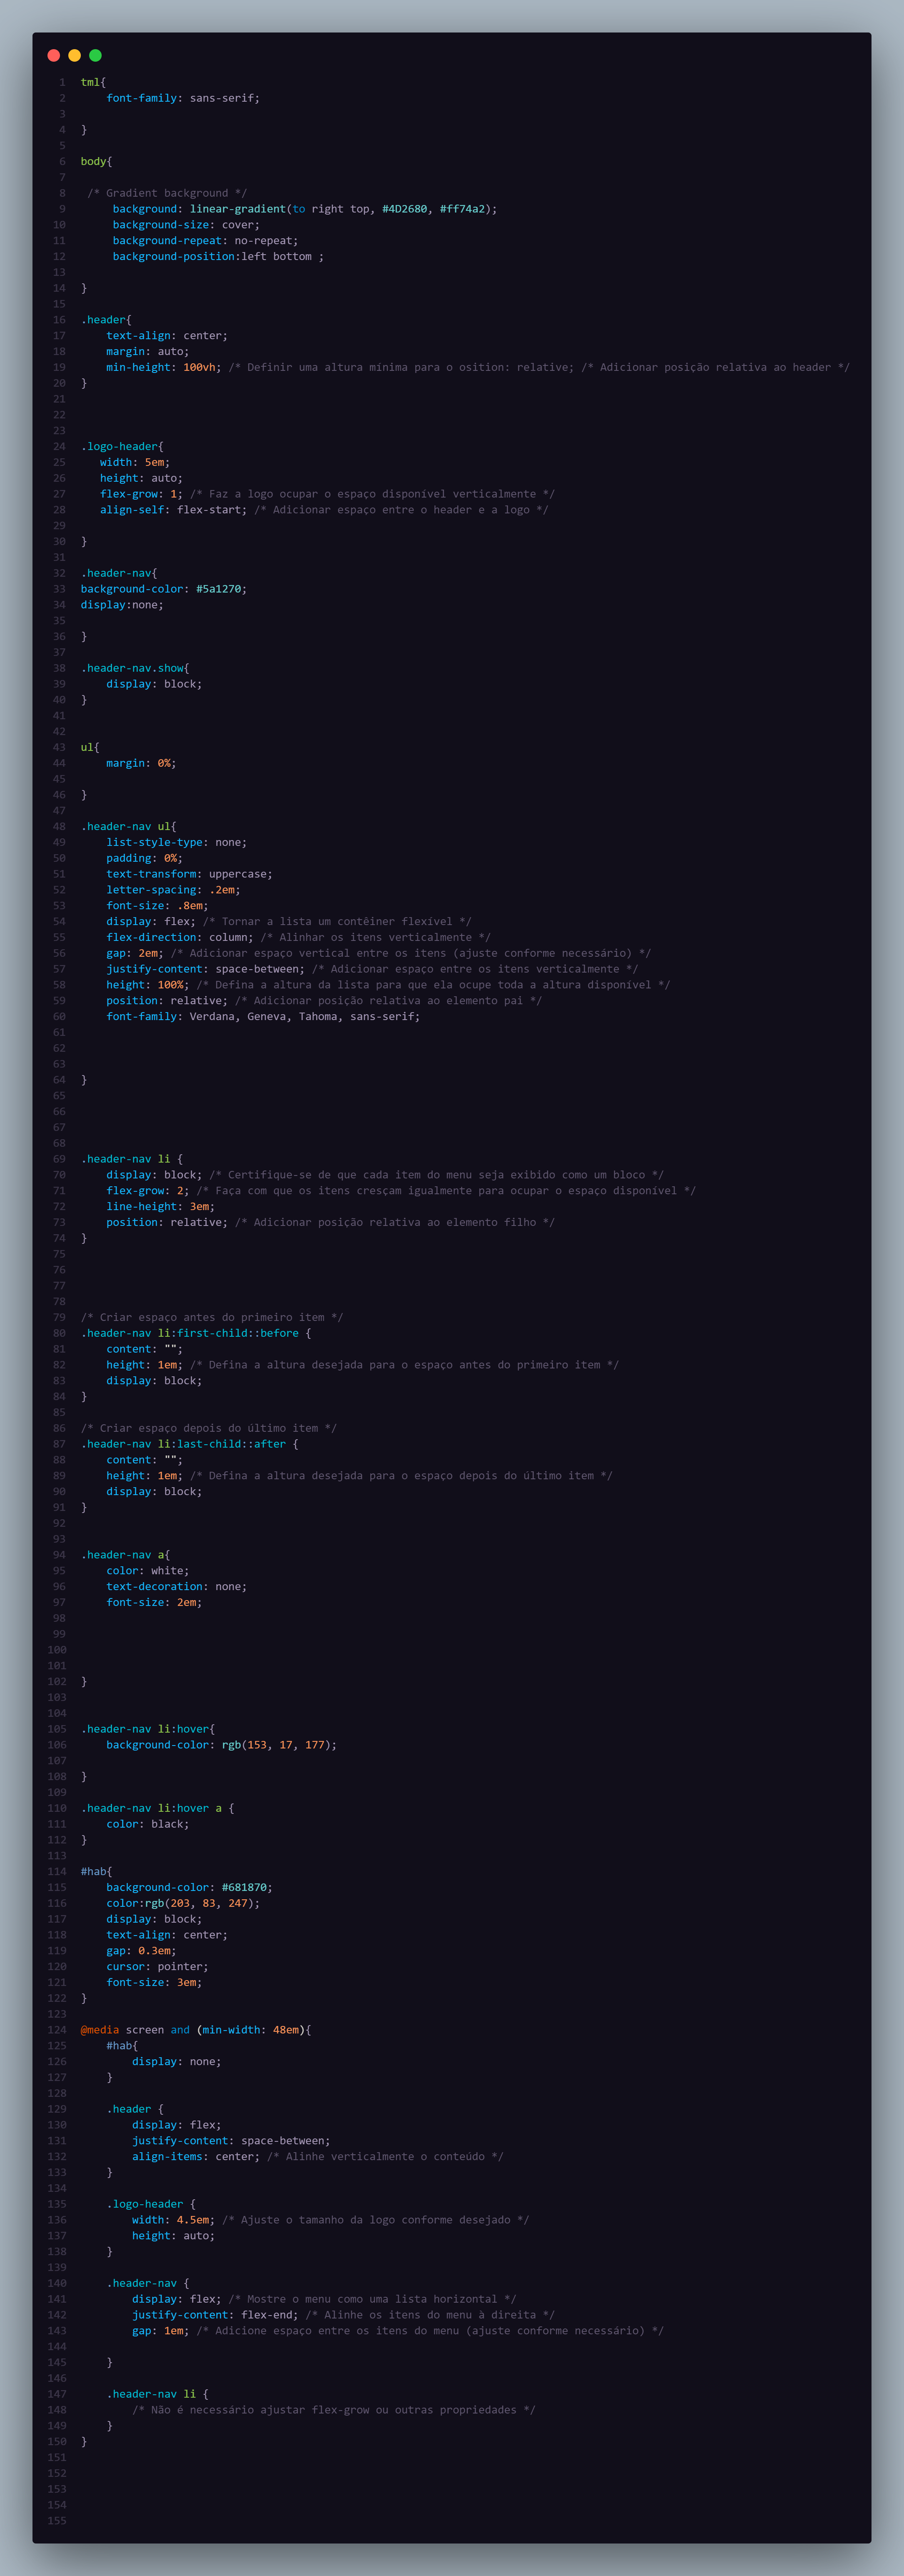 1 tml{
2 font-family: sans-serif;
3
4 }
5
6 body{
7
8 /* Gradient background */
9 background: linear-gradient(to right top, #4D2680, #ff74a2);
10 background-size: cover;
11 background-repeat: no-repeat;
12 background-position:left bottom ;
13
14 }
15
16 .header{
17 text-align: center;
18 margin: auto;
19 min-height: 100vh; /* Definir uma altura mínima para o osition: relative; /* Adicionar posição relativa ao header */
20 }
21
22
23
24 .logo-header{
25 width: 5em;
26 height: auto;
27 flex-grow: 1; /* Faz a logo ocupar o espaço disponível verticalmente */
28 align-self: flex-start; /* Adicionar espaço entre o header e a logo */
29
30 }
31
32 .header-nav{
33 background-color: #5a1270;
34 display:none;
35
36 }
37
38 .header-nav.show{
39 display: block;
40 }
41
42
43 ul{
44 margin: 0%;
45
46 }
47
48 .header-nav ul{
49 list-style-type: none;
50 padding: 0%;
51 text-transform: uppercase;
52 letter-spacing: .2em;
53 font-size: .8em;
54 display: flex; /* Tornar a lista um contêiner flexível */
55 flex-direction: column; /* Alinhar os itens verticalmente */
56 gap: 2em; /* Adicionar espaço vertical entre os itens (ajuste conforme necessário) */
57 justify-content: space-between; /* Adicionar espaço entre os itens verticalmente */
58 height: 100%; /* Defina a altura da lista para que ela ocupe toda a altura disponível */
59 position: relative; /* Adicionar posição relativa ao elemento pai */
60 font-family: Verdana, Geneva, Tahoma, sans-serif;
61
62
63
64 }
65
66
67
68
69 .header-nav li {
70 display: block; /* Certifique-se de que cada item do menu seja exibido como um bloco */
71 flex-grow: 2; /* Faça com que os itens cresçam igualmente para ocupar o espaço disponível */
72 line-height: 3em;
73 position: relative; /* Adicionar posição relativa ao elemento filho */
74 }
75
76
77
78
79 /* Criar espaço antes do primeiro item */
80 .header-nav li:first-child::before {
81 content: "";
82 height: 1em; /* Defina a altura desejada para o espaço antes do primeiro item */
83 display: block;
84 }
85
86 /* Criar espaço depois do último item */
87 .header-nav li:last-child::after {
88 content: "";
89 height: 1em; /* Defina a altura desejada para o espaço depois do último item */
90 display: block;
91 }
92
93
94 .header-nav a{
95 color: white;
96 text-decoration: none;
97 font-size: 2em;
98
99
100
101
102 }
103
104
105 .header-nav li:hover{
106 background-color: rgb(153, 17, 177);
107
108 }
109
110 .header-nav li:hover a {
111 color: black;
112 }
113
114 #hab{
115 background-color: #681870;
116 color:rgb(203, 83, 247);
117 display: block;
118 text-align: center;
119 gap: 0.3em;
120 cursor: pointer;
121 font-size: 3em;
122 }
123
124 @media screen and (min-width: 48em){
125 #hab{
126 display: none;
127 }
128
129 .header {
130 display: flex;
131 justify-content: space-between;
132 align-items: center; /* Alinhe verticalmente o conteúdo */
133 }
134
135 .logo-header {
136 width: 4.5em; /* Ajuste o tamanho da logo conforme desejado */
137 height: auto;
138 }
139
140 .header-nav {
141 display: flex; /* Mostre o menu como uma lista horizontal */
142 justify-content: flex-end; /* Alinhe os itens do menu à direita */
143 gap: 1em; /* Adicione espaço entre os itens do menu (ajuste conforme necessário) */
144
145 }
146
147 .header-nav li {
148 /* Não é necessário ajustar flex-grow ou outras propriedades */
149 }
150 }
151
152
153
154
155